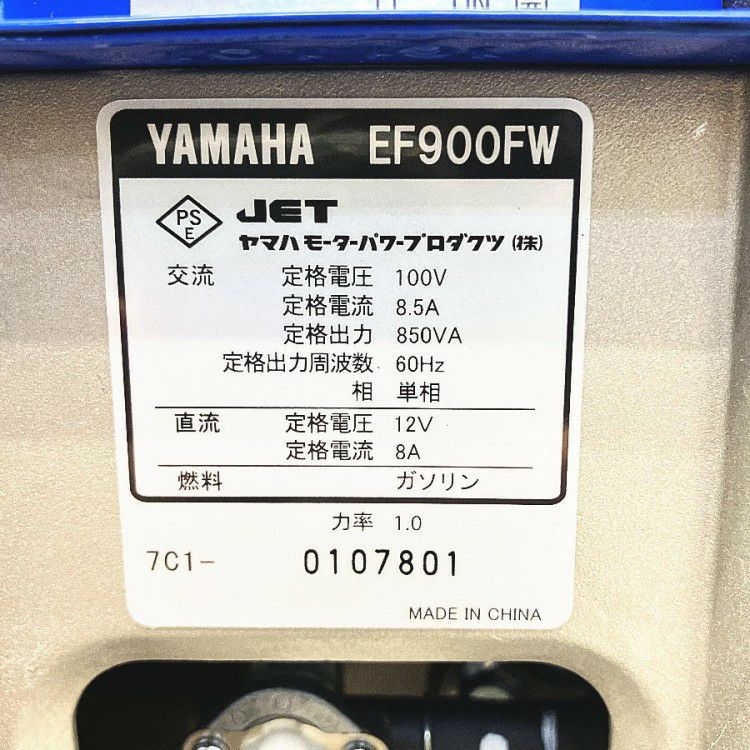 YAMAHA EF900FW
PS E JET
ヤマハ モーターパワープロダクツ (株)
交流 定格電圧 100V
定格電流 8.5A
定格出力 850VA
定格出力周波数 60Hz
相 単相
直流 定格電圧 12V
定格電流 8A
燃料 ガソリン
力率 1.0
7C1- 0107801
MADE IN CHINA